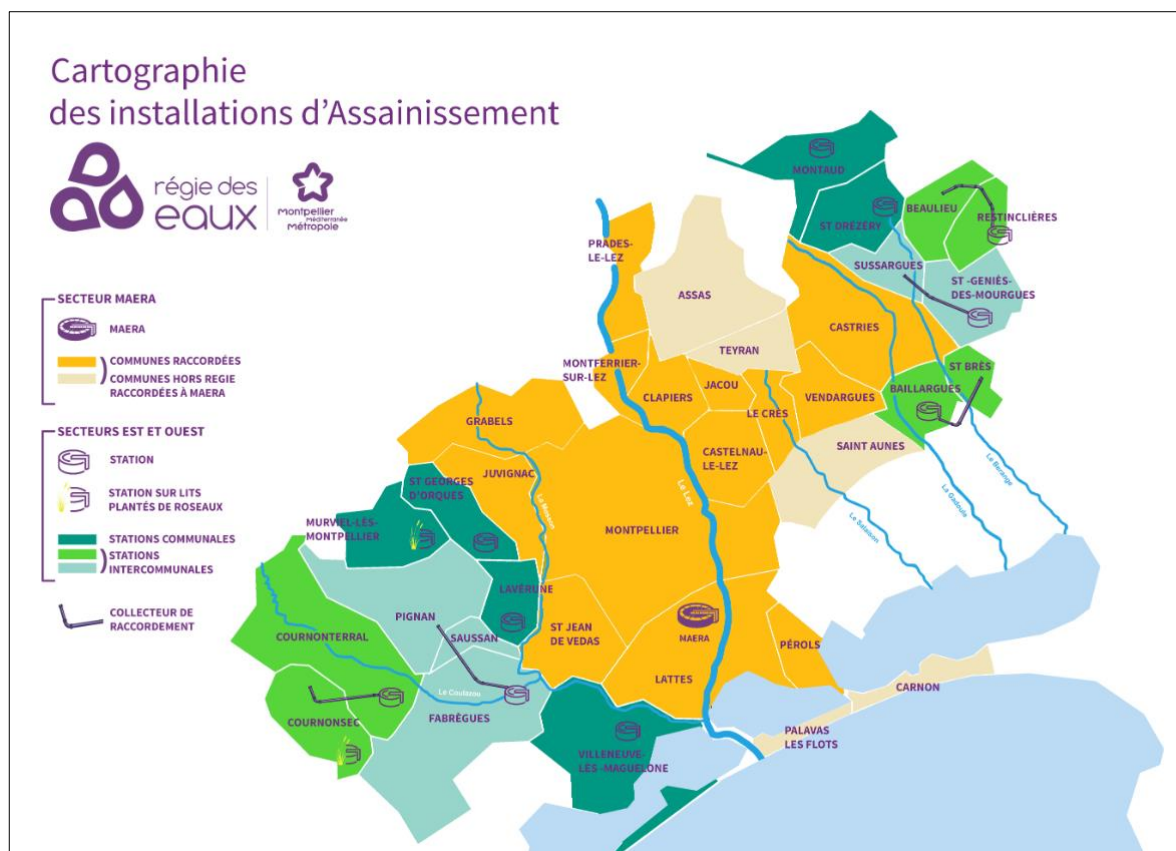 Cartographie
des installations d'Assainissement
régie des
eaux
montpellier
méditerranée
métropole
SECTEUR MAERA
MAERA
COMMUNES RACCORDÉES
COMMUNES HORS REGIE
RACCORDÉES À MAERA
SECTEURS EST ET OUEST
STATION
STATION SUR LITS
PLANTÉS DE ROSEAUX
STATIONS COMMUNALES
STATIONS
INTERCOMMUNALES
COLLECTEUR DE
RACCORDEMENT
MONTAUD
ST DRÉZÉRY
BEAULIEU
RESTINCLIÈRES
PRADES-
LE-LEZ
SUSSARGUES
ST -GENIÈS-
DES-MOURGUES
ASSAS
CASTRIES
TEYRAN
MONTFERRIER-
SUR-LEZ
ST BRÈS
JACOU
BAILLARGUES
CLAPIERS
VENDARGUES
LE CRÈS
GRABELS
SAINT AUNES
CASTELNAU-
LE-LEZ
Le Berange
JUVIGNAC
ST GEORGES
D'ORQUES
Le Lez
La Cadoule
La Mosson
MURVIEL-LÈS-
MONTPELLIER
MONTPELLIER
Le Salaison
LAVÉRUNE
PIGNAN
SAUSSAN
ST JEAN
DE VEDAS
MAERA
COURNONTERRAL
PÉROLS
LATTES
CARNON
Le Coulazou
FABRÈGUES
COURNONSEC
PALAVAS
LES FLOTS
VILLENEUVE-
LÈS -MAGUELONE